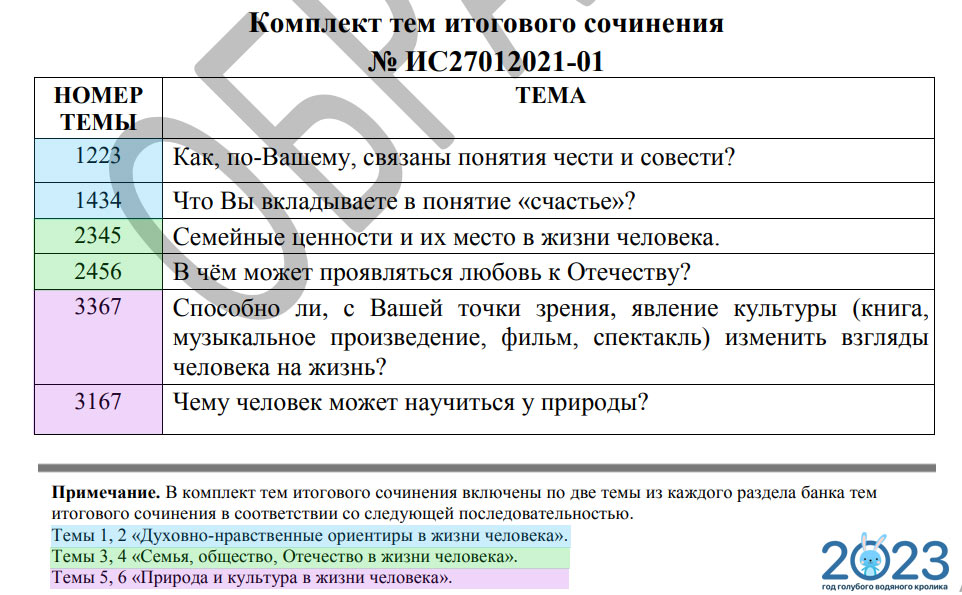 Комплект тем итогового сочинения
№ ИС27012021-01
НОМЕР
ТЕМЫ
ТЕМА
1223
Как, по-Вашему, связаны понятия чести и совести?
1434
Что Вы вкладываете в понятие «счастье»?
2345
Семейные ценности и их место в жизни человека.
2456
В чём может проявляться любовь к Отечеству?
3367
Способно ли, с Вашей точки зрения, явление культуры (книга,
музыкальное произведение, фильм, спектакль) изменить взгляды
человека на жизнь?
3167
Чему человек может научиться у природы?
Примечание. В комплект тем итогового сочинения включены по две темы из каждого раздела банка тем
итогового сочинения в соответствии со следующей последовательностью.
Темы 1, 2 «Духовно-нравственные ориентиры в жизни человека».
Темы 3, 4 «Семья, общество, Отечество в жизни человека».
Темы 5, 6 «Природа и культура в жизни человека».
2023
год голубого водяного кролика